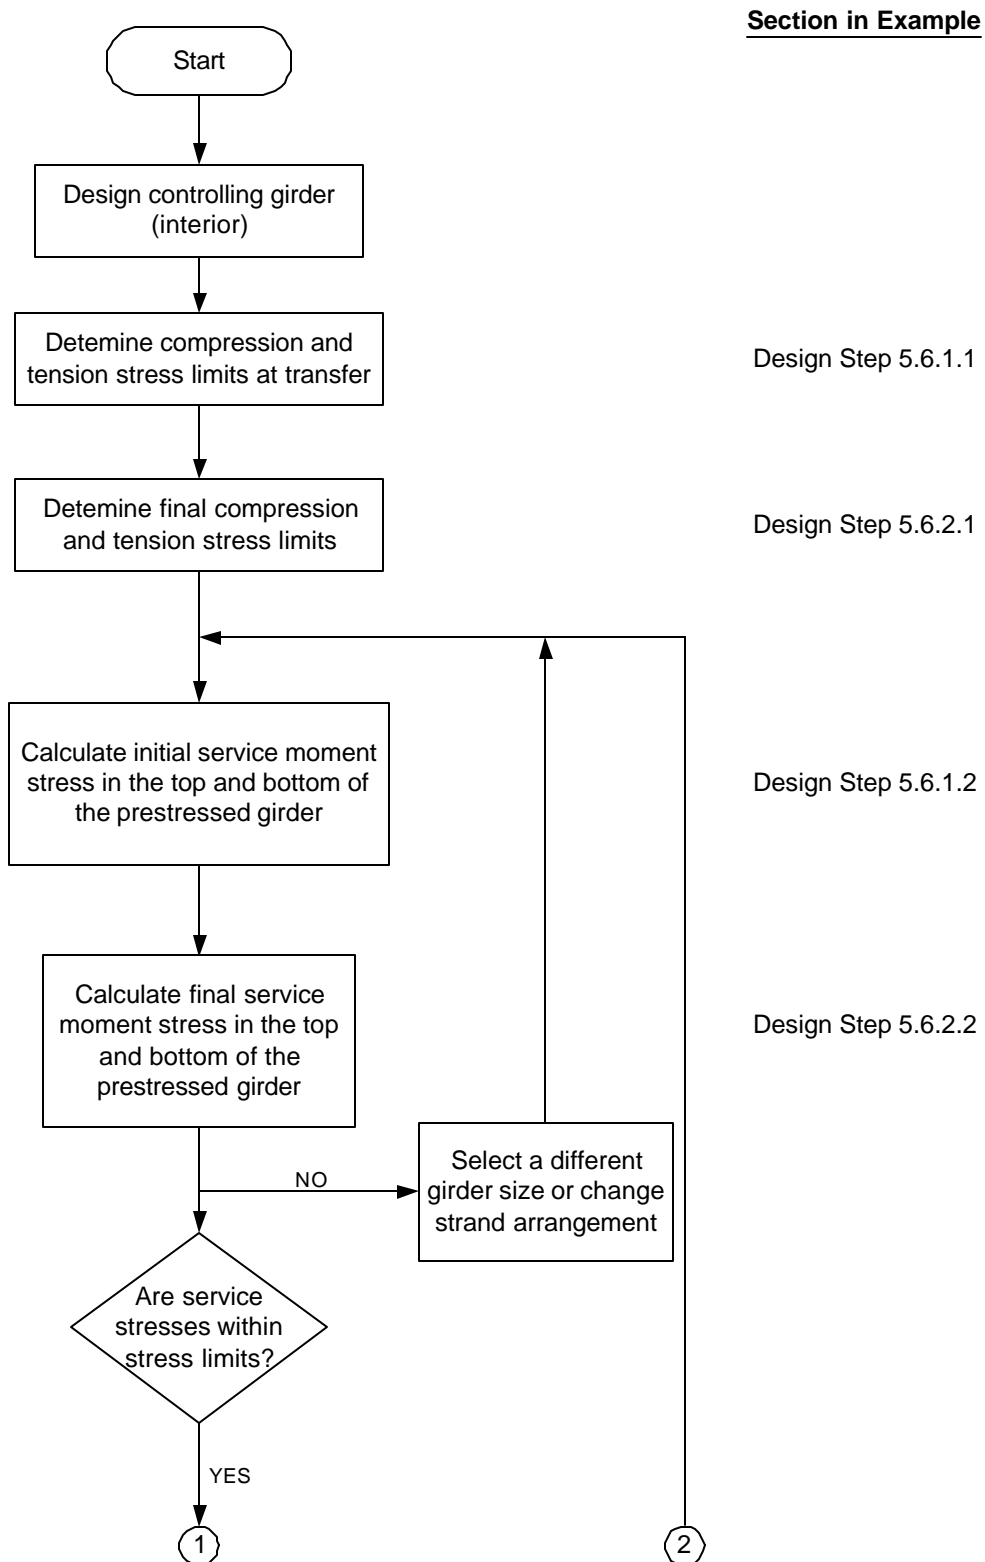 Section in Example
Start
Design controlling girder
(interior)
Detemine compression and
tension stress limits at transfer
Design Step 5.6.1.1
Detemine final compression
and tension stress limits
Design Step 5.6.2.1
Calculate initial service moment
stress in the top and bottom of
the prestressed girder
Design Step 5.6.1.2
Calculate final service
moment stress in the top
and bottom of the
prestressed girder
Design Step 5.6.2.2
NO
Select a different
girder size or change
strand arrangement
Are service
stresses within
stress limits?
YES
1
2